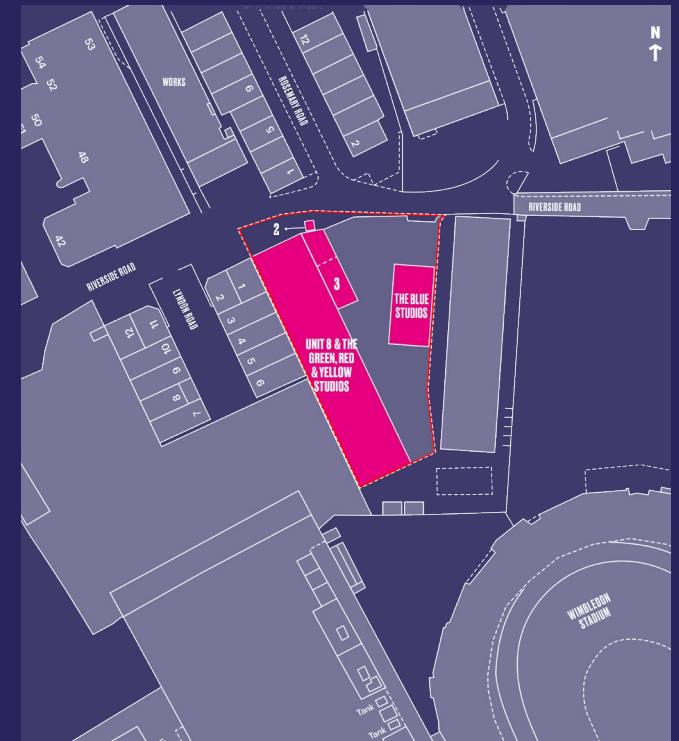 N
53
54
52
50
48
42
WORKS
6
5
1
ROSEMARY ROAD
12
2
RIVERSIDE ROAD
RIVERSIDE ROAD
2
3
THE BLUE
STUDIOS
UNIT 8 & THE
GREEN, RED
& YELLOW
STUDIOS
LYNDON ROAD
1
2
3
4
5
6
12
11
10
9
8
7
WIMBLEDON
STADIUM
Tank
Tank